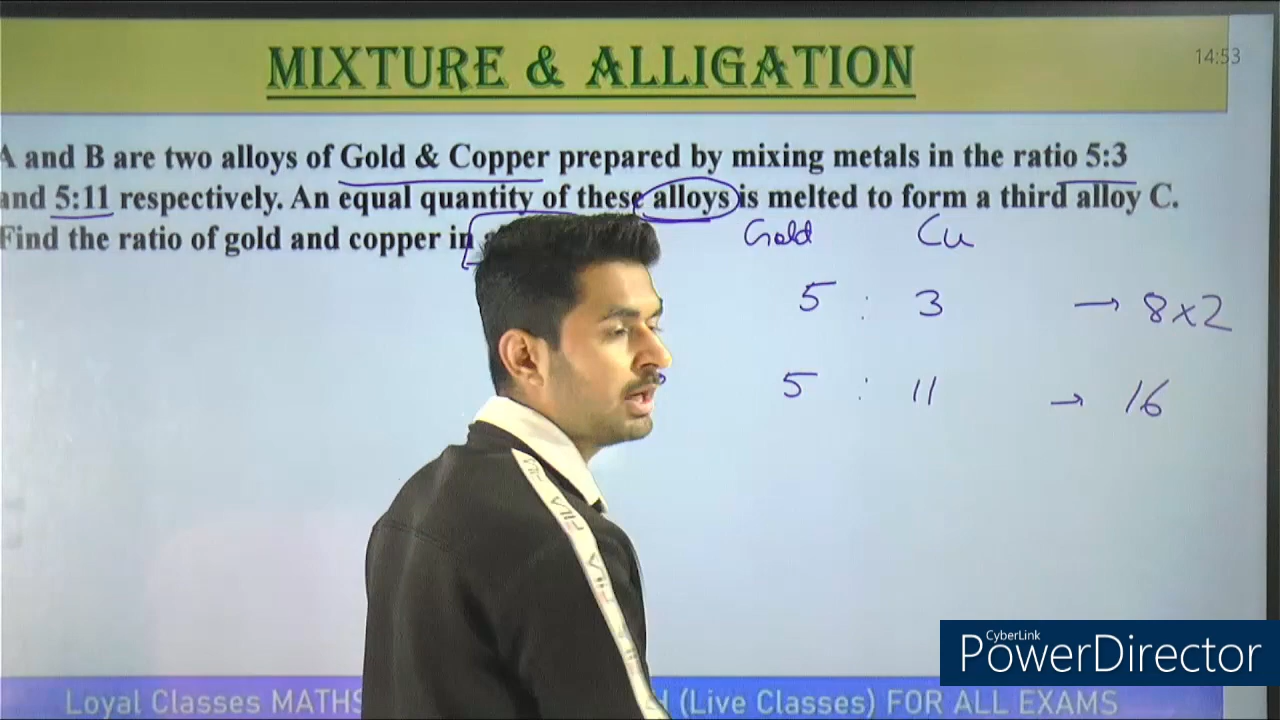 MIXTURE & ALLIGATION
14:53
A and B are two alloys of Gold & Copper prepared by mixing metals in the ratio 5:3
and 5:11 respectively. An equal quantity of these alloys is melted to form a third alloy C.
Find the ratio of gold and copper in
Gold Cu
5 : 3 → 8×2
5 : 11 → 16
FILA
CyberLink
PowerDirector
Loyal Classes MATHS (Live Classes) FOR ALL EXAMS